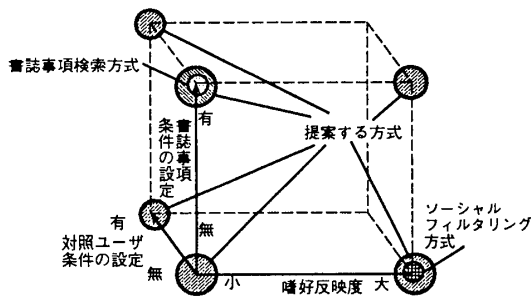 書誌事項検索方式
有
書誌事項
条件の設定
提案する方式
有
対照ユーザ
条件の設定
無
無
小
嗜好反映度
大
ソーシャル
フィルタリング
方式